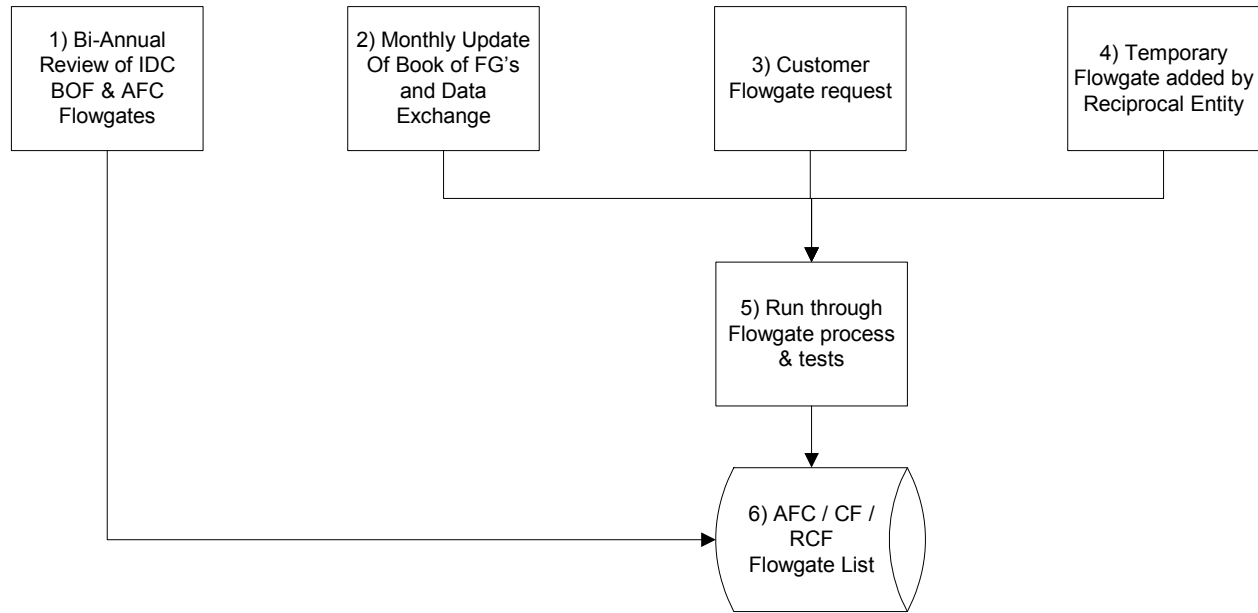 1) Bi-Annual
Review of IDC
BOF & AFC
Flowgates
2) Monthly Update
Of Book of FG’s
and Data
Exchange
3) Customer
Flowgate request
4) Temporary
Flowgate added by
Reciprocal Entity
5) Run through
Flowgate process
& tests
6) AFC / CF /
RCF
Flowgate List